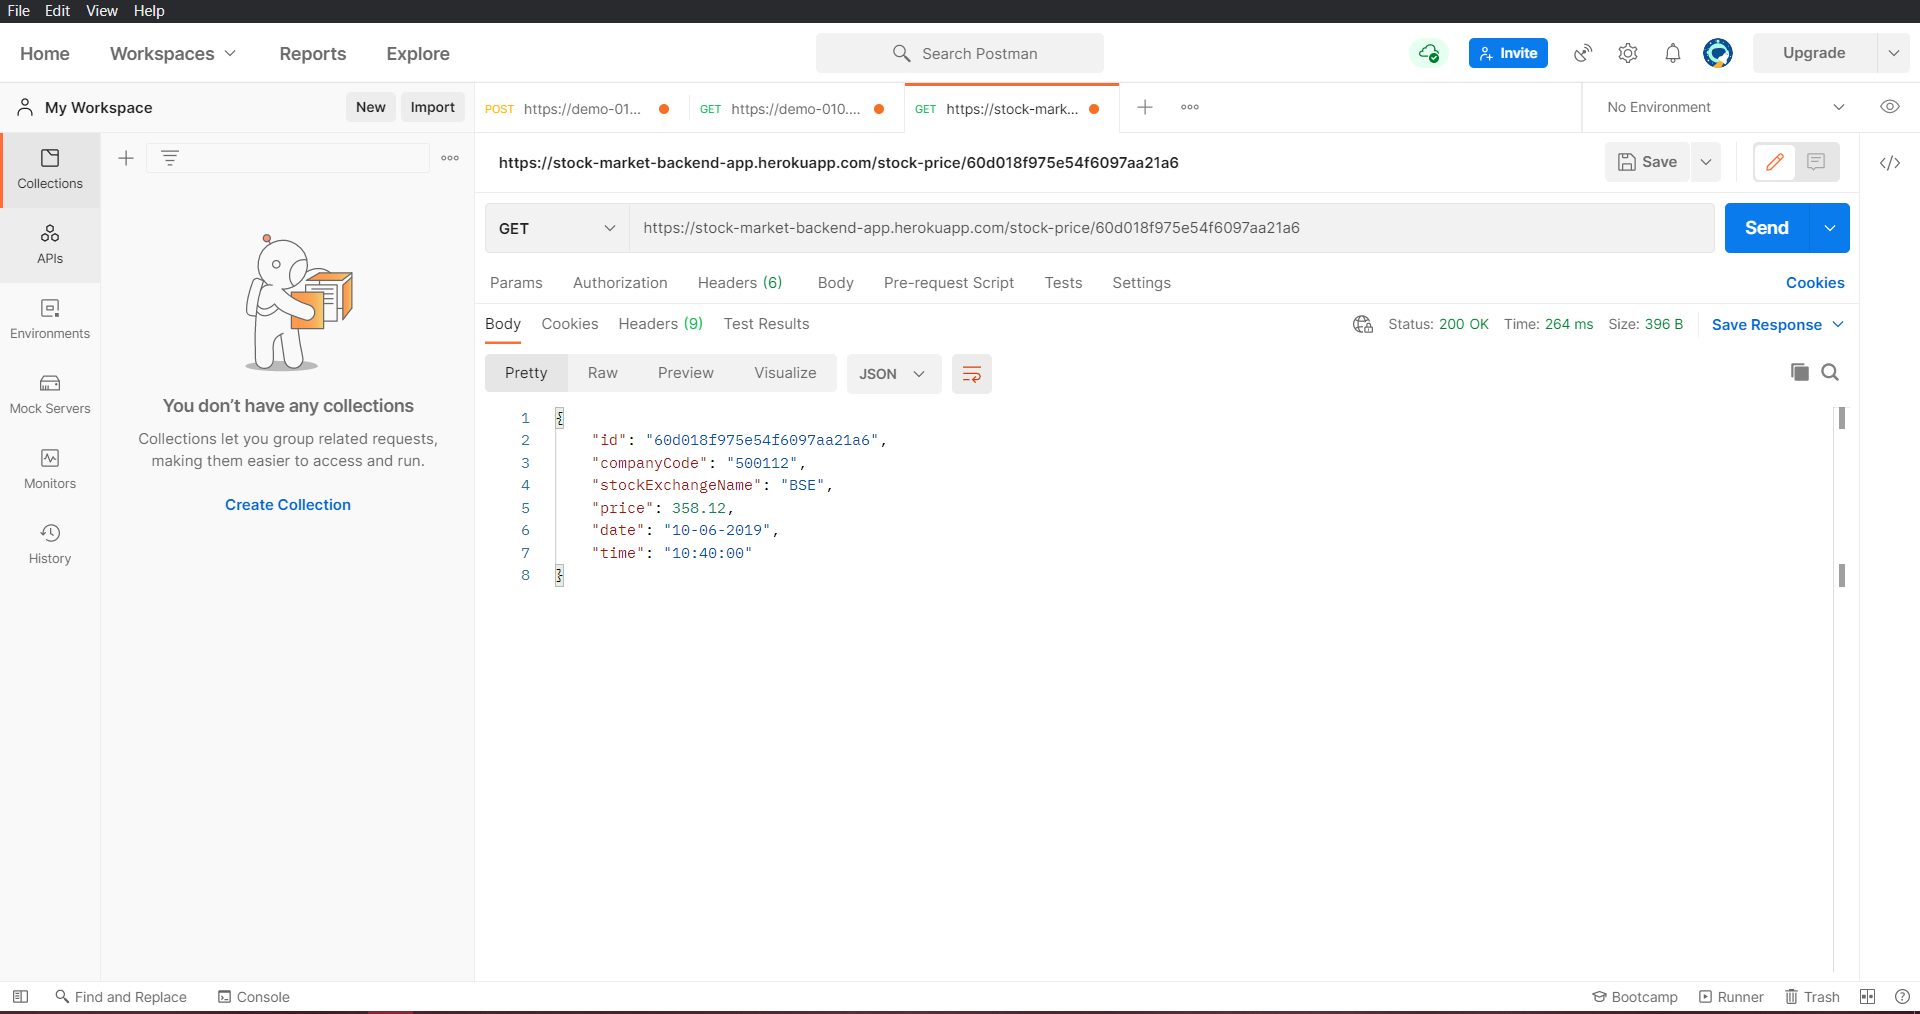 File Edit View Help
Home Workspaces Reports Explore Search Postman Invite Upgrade
My Workspace New Import POST https://demo-01... GET https://demo-010.... GET https://stock-mark... No Environment
https://stock-market-backend-app.herokuapp.com/stock-price/60d018f975e54f6097aa21a6 Save
GET https://stock-market-backend-app.herokuapp.com/stock-price/60d018f975e54f6097aa21a6 Send
Params Authorization Headers (6) Body Pre-request Script Tests Settings Cookies
Body Cookies Headers (9) Test Results Status: 200 OK Time: 264 ms Size: 396 B Save Response
Pretty Raw Preview Visualize JSON
1 {
2 "id": "60d018f975e54f6097aa21a6",
3 "companyCode": "500112",
4 "stockExchangeName": "BSE",
5 "price": 358.12,
6 "date": "10-06-2019",
7 "time": "10:40:00"
8 }
Collections
APIs
Environments
Mock Servers
Monitors
History
You don’t have any collections
Collections let you group related requests,
making them easier to access and run.
Create Collection
Find and Replace Console Bootcamp Runner Trash